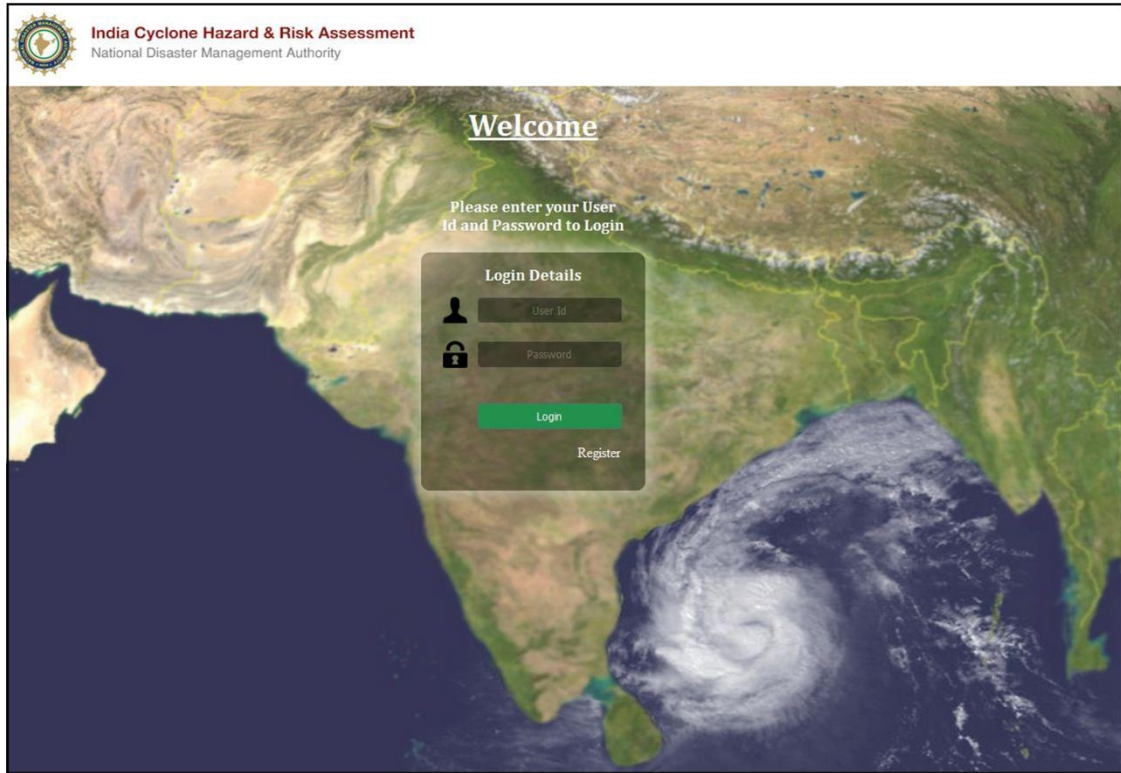 India Cyclone Hazard & Risk Assessment
National Disaster Management Authority
Welcome
Please enter your User
Id and Password to Login
Login Details
User Id
Password
Login
Register